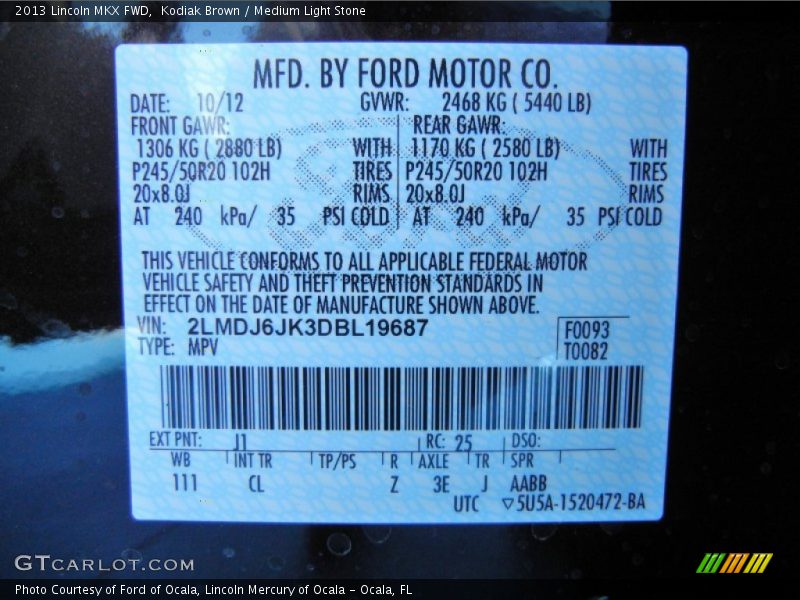 2013 Lincoln MKX FWD,  Kodiak Brown / Medium Light Stone
MFD. BY FORD MOTOR CO.
DATE: 10/12 GVWR: 2468 KG ( 5440 LB)
FRONT GAWR: REAR GAWR:
1306 KG ( 2880 LB) WITH 1170 KG ( 2580 LB) WITH
P245/50R20 102H TIRES P245/50R20 102H TIRES
20x8.0J RIMS 20x8.0J RIMS
AT 240 kPa/ 35 PSI COLD AT 240 kPa/ 35 PSI COLD
THIS VEHICLE CONFORMS TO ALL APPLICABLE FEDERAL MOTOR
VEHICLE SAFETY AND THEFT PREVENTION STANDARDS IN
EFFECT ON THE DATE OF MANUFACTURE SHOWN ABOVE.
VIN: 2LMDJ6JK3DBL19687 F0093
TYPE: MPV T0082
EXT PNT: J1 RC: 25 DSO:
WB INT TR TP/PS R AXLE TR SPR
111 CL Z 3E J AABB
UTC ▽5U5A-1520472-BA
GTCARLOT.COM
Photo Courtesy of Ford of Ocala, Lincoln Mercury of Ocala - Ocala, FL